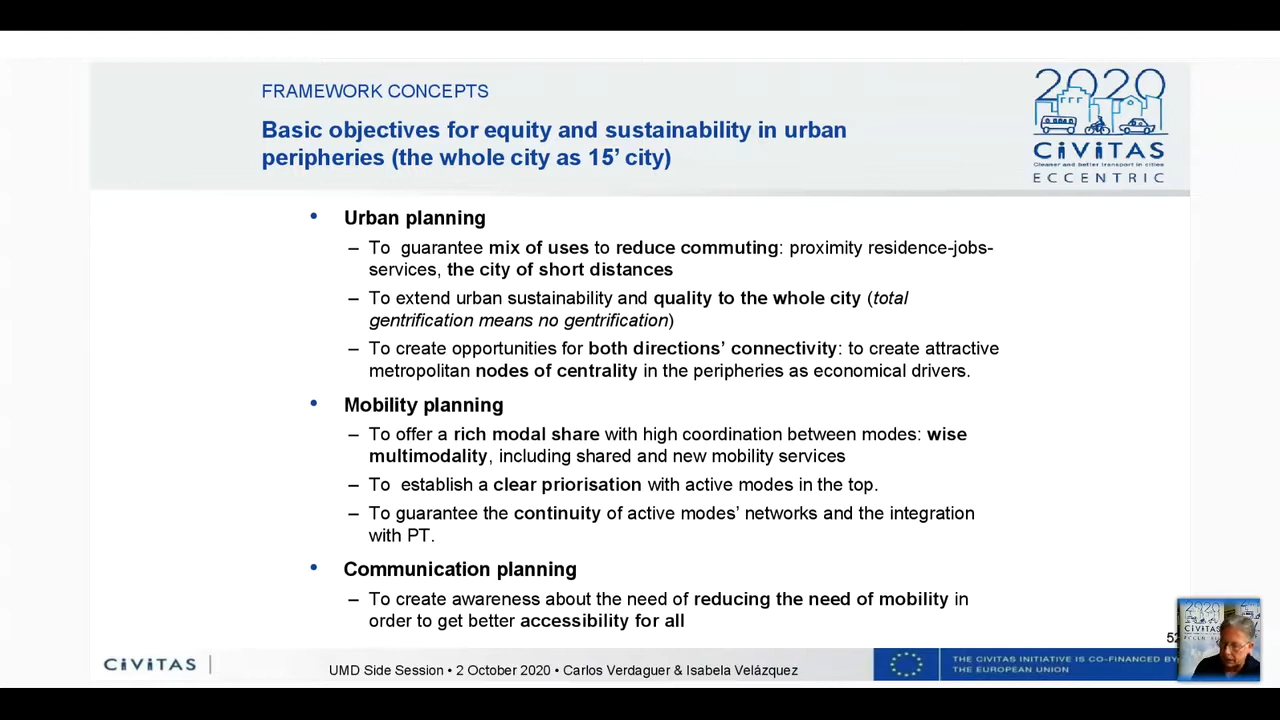 FRAMEWORK CONCEPTS
Basic objectives for equity and sustainability in urban
peripheries (the whole city as 15’ city)
2020
CiViTAS
Cleaner and better transport in cities
ECCENTRIC
• Urban planning
– To guarantee mix of uses to reduce commuting: proximity residence-jobs-
services, the city of short distances
– To extend urban sustainability and quality to the whole city (total
gentrification means no gentrification)
– To create opportunities for both directions’ connectivity: to create attractive
metropolitan nodes of centrality in the peripheries as economical drivers.
• Mobility planning
– To offer a rich modal share with high coordination between modes: wise
multimodality, including shared and new mobility services
– To establish a clear priorisation with active modes in the top.
– To guarantee the continuity of active modes’ networks and the integration
with PT.
• Communication planning
– To create awareness about the need of reducing the need of mobility in
order to get better accessibility for all
CiViTAS
UMD Side Session • 2 October 2020 • Carlos Verdaguer & Isabela Velázquez
THE CIVITAS INITIATIVE IS CO-FINANCED BY
THE EUROPEAN UNION
2020
CiViTAS